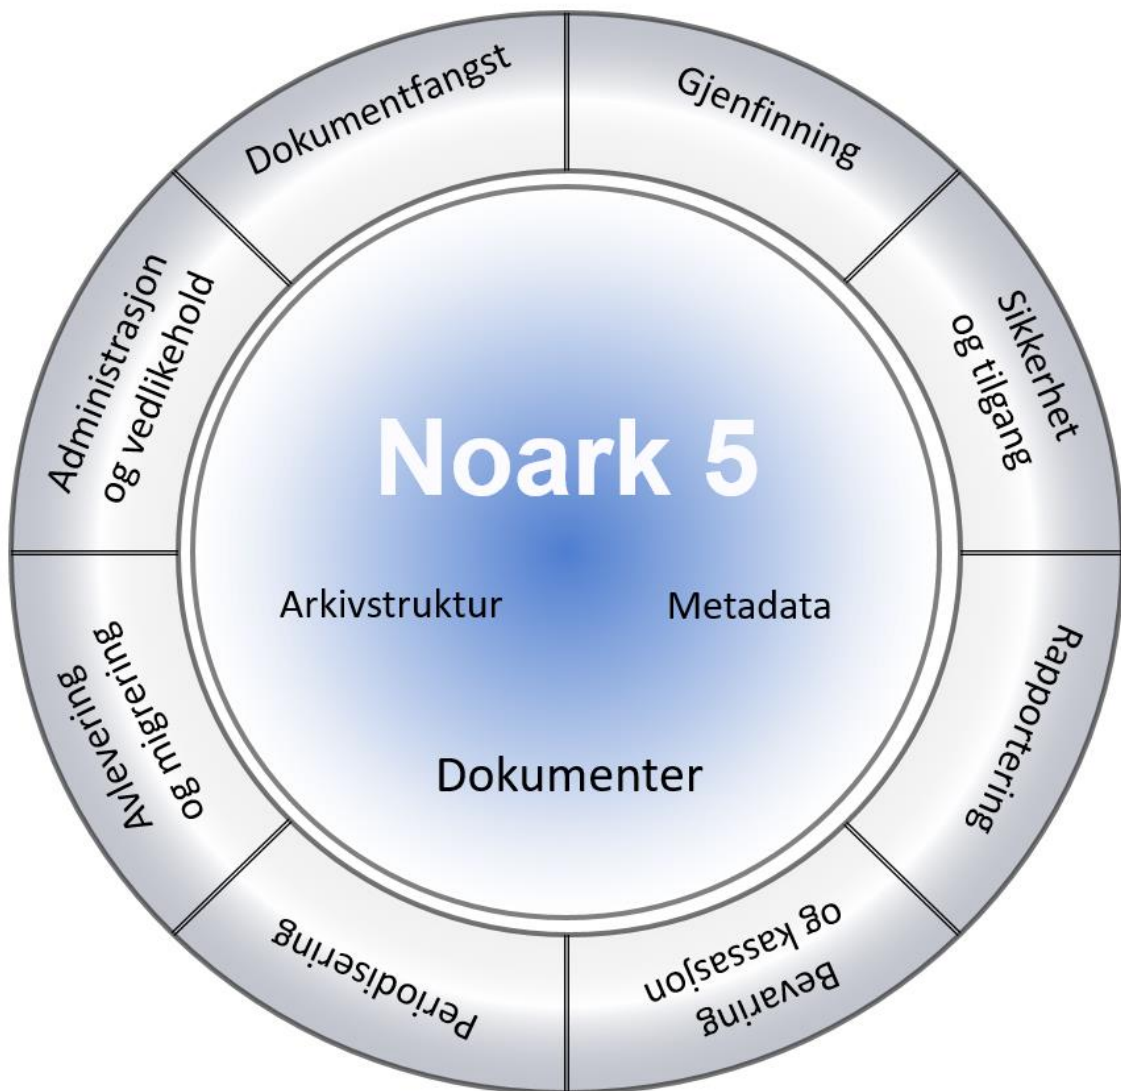 Dokumentfangst
Gjenfinning
Sikkerhet
og tilgang
Rapportering
Bevaring
og kassasjon
Periodisering
Avlevering
og migrering
Administrasjon
og vedlikehold
Noark 5
Arkivstruktur
Metadata
Dokumenter